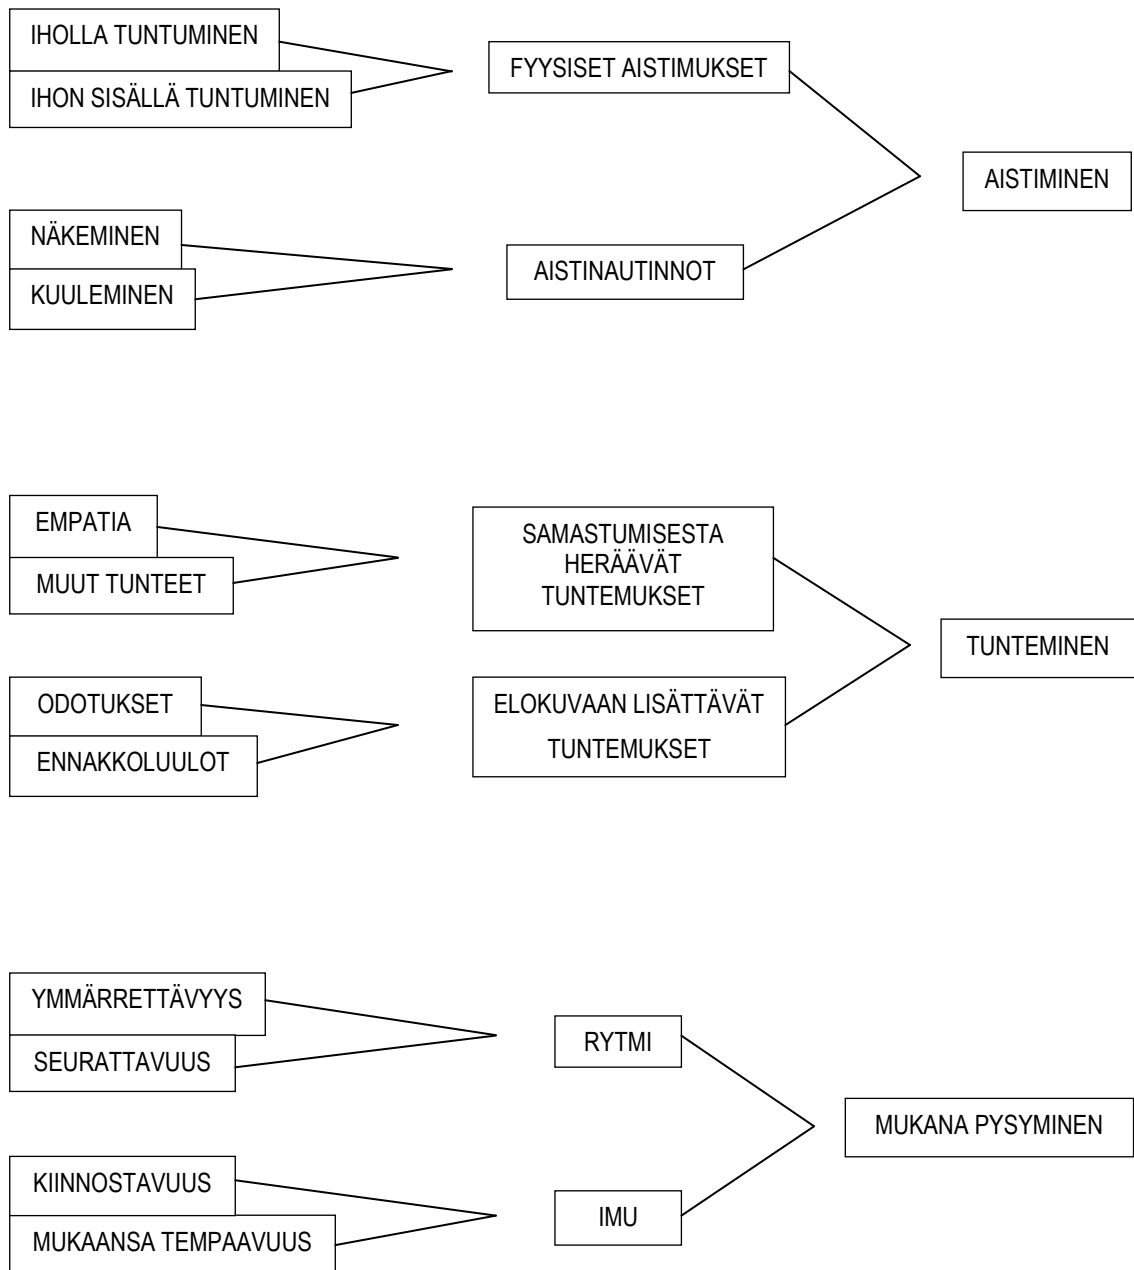 IHOLLA TUNTUMINEN
IHON SISÄLLÄ TUNTUMINEN
FYYSISET AISTIMUKSET
AISTIMINEN
NÄKEMINEN
KUULEMINEN
AISTINAUTINNOT
EMPATIA
MUUT TUNTEET
SAMASTUMISESTA
HERÄÄVÄT
TUNTEMUKSET
TUNTEMINEN
ODOTUKSET
ENNAKKOLUULOT
ELOKUVAAN LISÄTTÄVÄT
TUNTEMUKSET
YMMÄRRETTÄVYYS
SEURATTAVUUS
RYTMI
MUKANA PYSYMINEN
KIINNOSTAVUUS
MUKAANSA TEMPAAVUUS
IMU